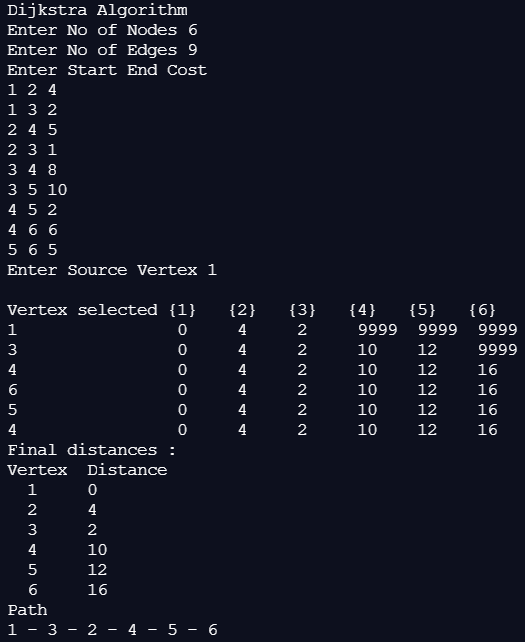 Dijkstra Algorithm
Enter No of Nodes 6
Enter No of Edges 9
Enter Start End Cost
1 2 4
1 3 2
2 4 5
2 3 1
3 4 8
3 5 10
4 5 2
4 6 6
5 6 5
Enter Source Vertex 1
Vertex selected {1} {2} {3} {4} {5} {6}
1 0 4 2 9999 9999 9999
3 0 4 2 10 12 9999
4 0 4 2 10 12 16
6 0 4 2 10 12 16
5 0 4 2 10 12 16
4 0 4 2 10 12 16
Final distances :
Vertex Distance
1 0
2 4
3 2
4 10
5 12
6 16
Path
1 - 3 - 2 - 4 - 5 - 6